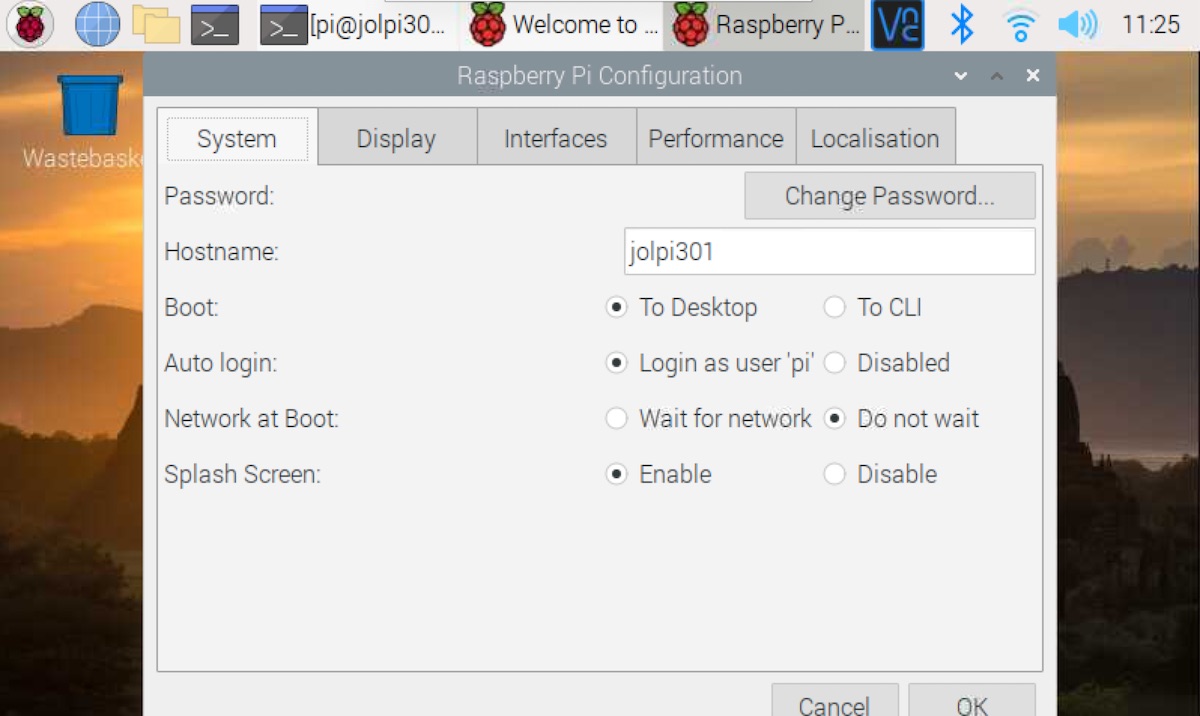 [pi@jolpi30... Welcome to ... Raspberry P... 11:25
Raspberry Pi Configuration
Wastebaske
System Display Interfaces Performance Localisation
Password: Change Password...
Hostname: jolpi301
Boot: To Desktop To CLI
Auto login: Login as user 'pi' Disabled
Network at Boot: Wait for network Do not wait
Splash Screen: Enable Disable
Cancel OK